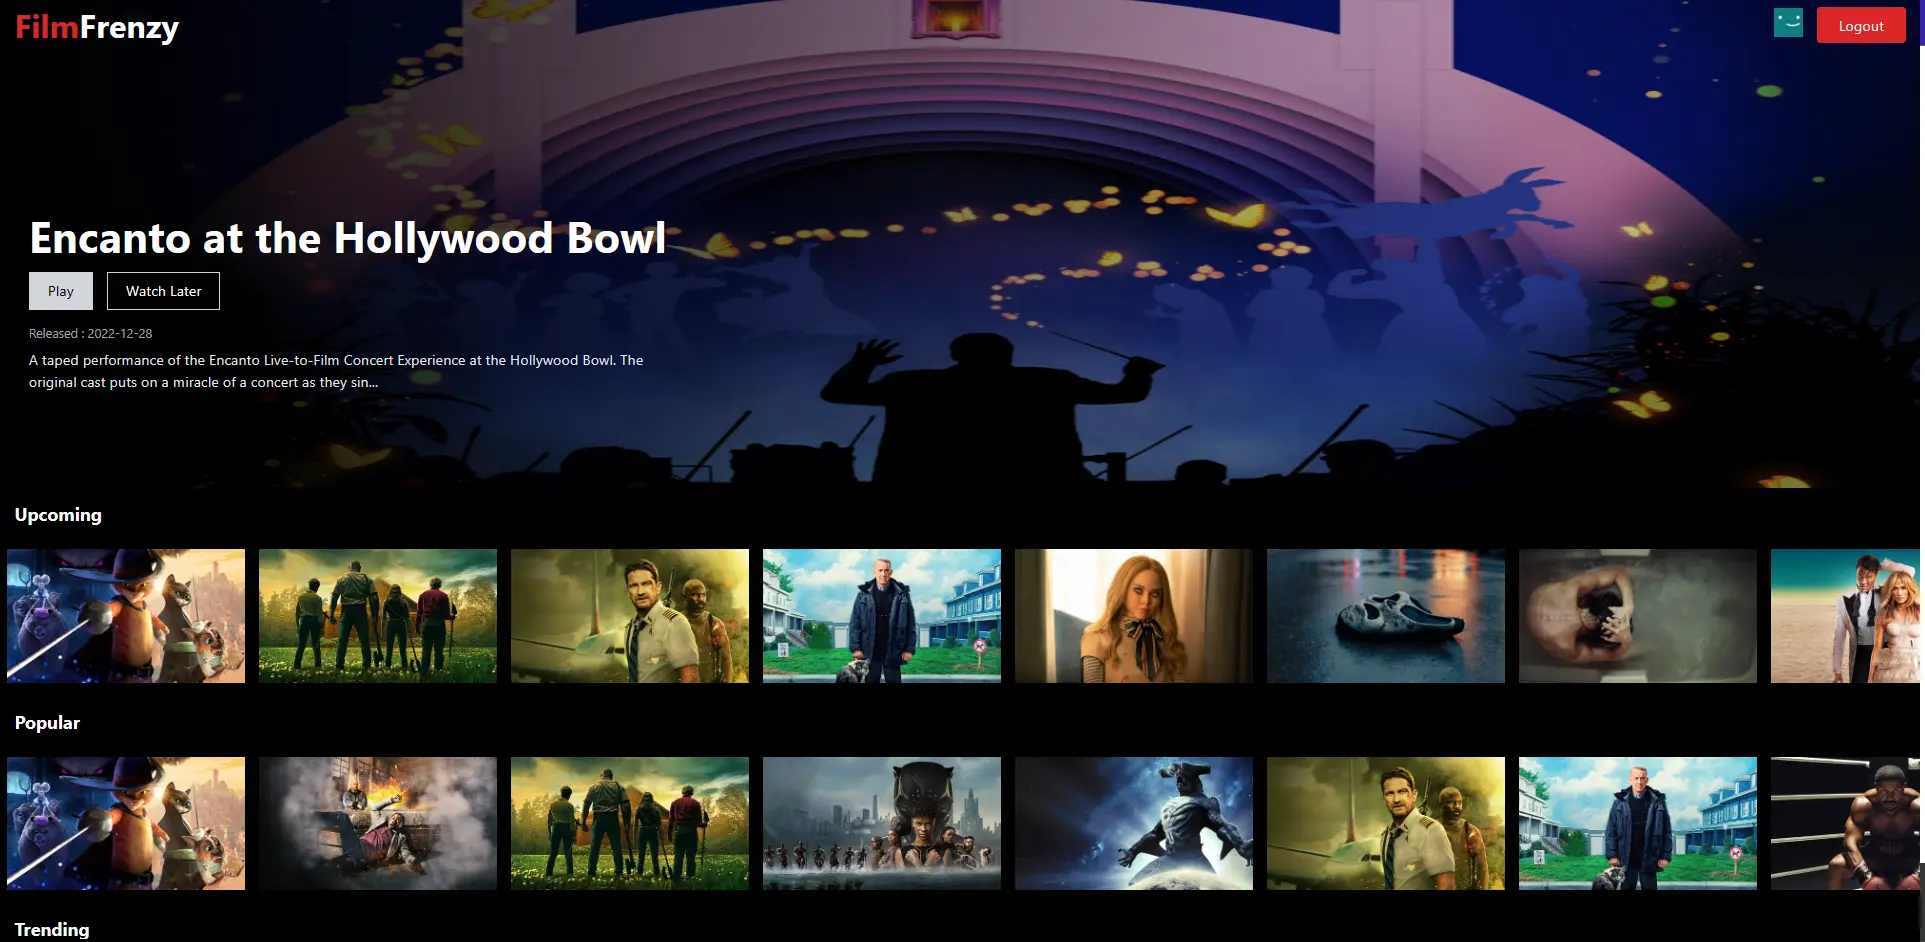 FilmFrenzy
Logout
Encanto at the Hollywood Bowl
Play
Watch Later
Released : 2022-12-28
A taped performance of the Encanto Live-to-Film Concert Experience at the Hollywood Bowl. The
original cast puts on a miracle of a concert as they sin...
Upcoming
Popular
Trending